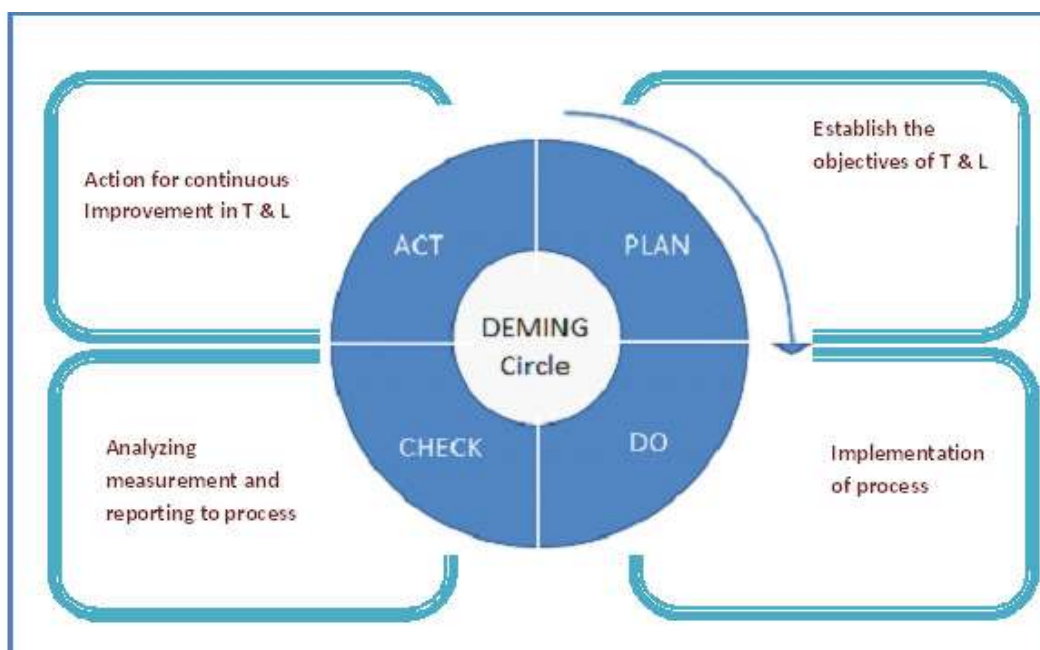 Action for continuous
Improvement in T & L
Establish the
objectives of T & L
ACT
PLAN
DEMING
Circle
CHECK
DO
Analyzing
measurement and
reporting to process
Implementation
of process